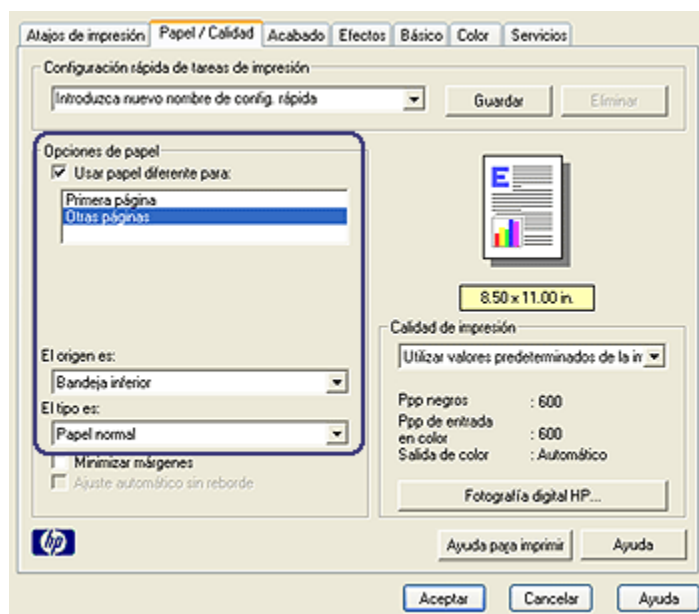 Atajos de impresión Papel / Calidad Acabado Efectos Básico Color Servicios
Configuración rápida de tareas de impresión
Introduzca nuevo nombre de config. rápida Guardar Eliminar
Opciones de papel
Usar papel diferente para:
Primera página
Otras páginas
E
8.50 x 11.00 in.
El origen es:
Bandeja inferior
El tipo es:
Papel normal
Minimizar márgenes
Ajuste automático sin reborde
Calidad de impresión
Utilizar valores predeterminados de la in
Ppp negros : 600
Ppp de entrada
en color : 600
Salida de color : Automático
Fotografía digital HP...
hp
Ayuda para imprimir Ayuda
Aceptar Cancelar Ayuda